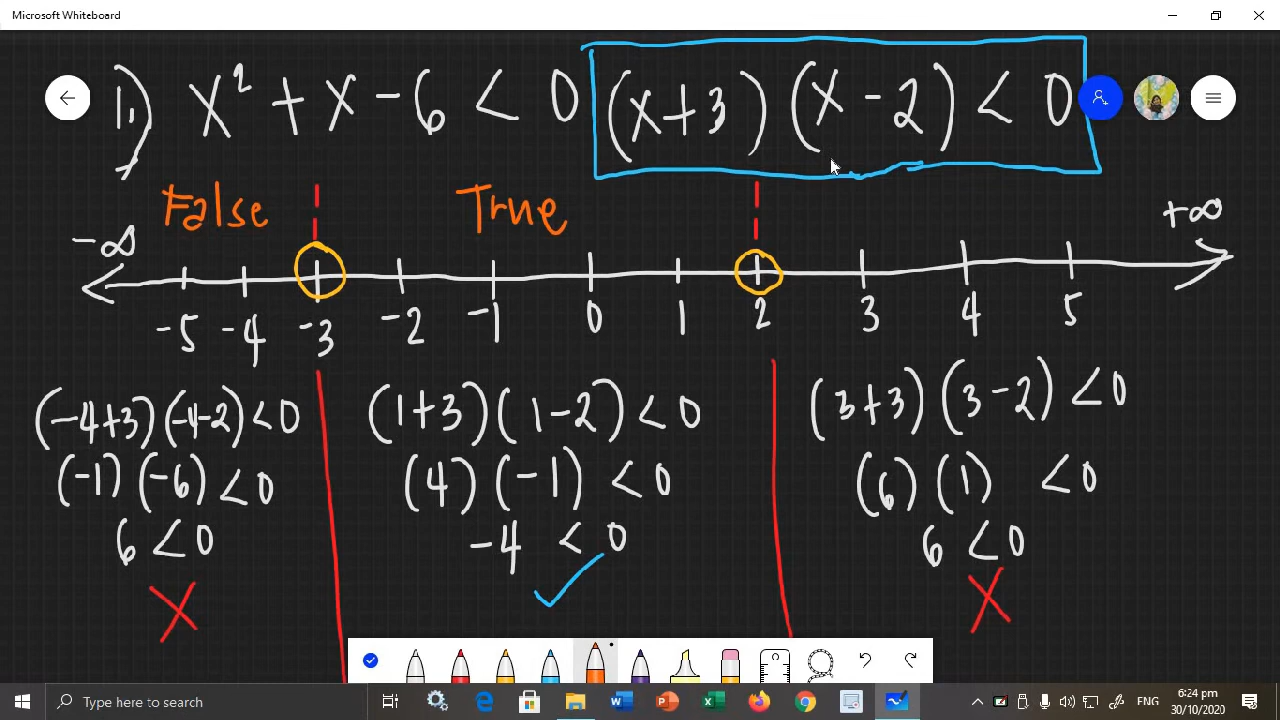 Microsoft Whiteboard
1.) x² + x - 6 < 0 (x+3)(x-2) < 0
False True
-∞ +∞
-5 -4 -3 -2 -1 0 1 2 3 4 5
(-4+3)(-4-2) < 0 (1+3)(1-2) < 0 (3+3)(3-2) < 0
(-1)(-6) < 0 (4)(-1) < 0 (6)(1) < 0
6 < 0 -4 < 0 6 < 0
Type here to search
ENG
6:24 pm
30/10/2020